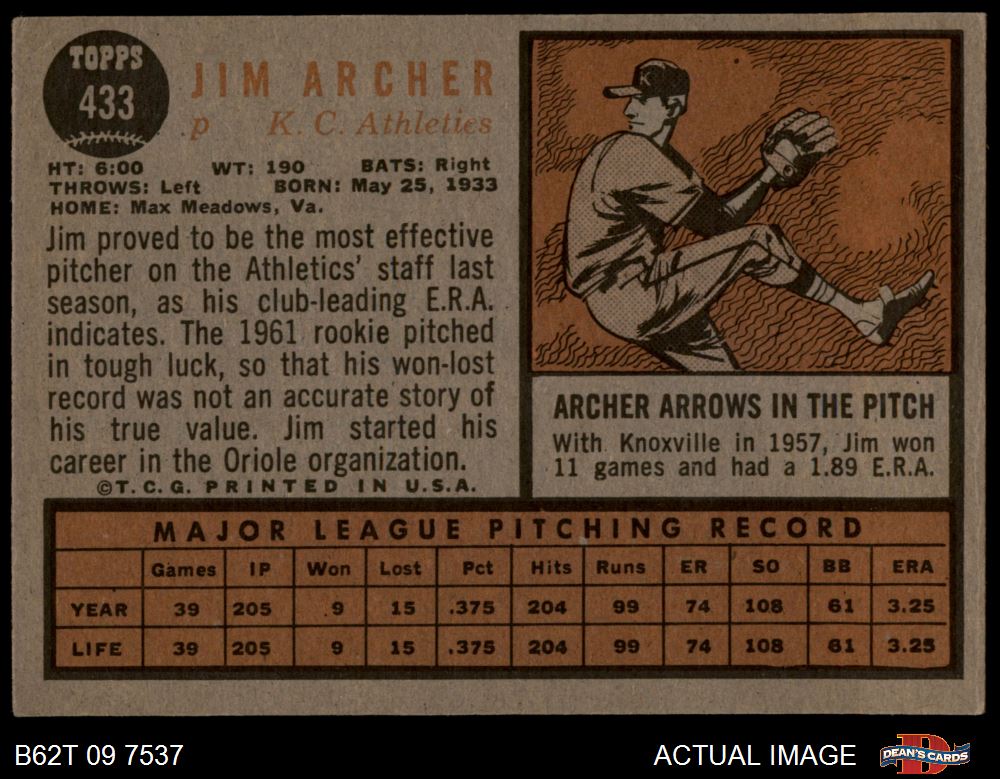 TOPPS
433
JIM ARCHER
p K. C. Athletics
HT: 6:00 WT: 190 BATS: Right
THROWS: Left BORN: May 25, 1933
HOME: Max Meadows, Va.
Jim proved to be the most effective
pitcher on the Athletics' staff last
season, as his club-leading E.R.A.
indicates. The 1961 rookie pitched
in tough luck, so that his won-lost
record was not an accurate story of
his true value. Jim started his
career in the Oriole organization.
©T. C. G. PRINTED IN U.S.A.
K
ARCHER ARROWS IN THE PITCH
With Knoxville in 1957, Jim won
11 games and had a 1.89 E.R.A.
MAJOR LEAGUE PITCHING RECORD
Games IP Won Lost Pct Hits Runs ER SO BB ERA
YEAR 39 205 9 15 .375 204 99 74 108 61 3.25
LIFE 39 205 9 15 .375 204 99 74 108 61 3.25
B62T 09 7537 ACTUAL IMAGE DEAN'S CARDS